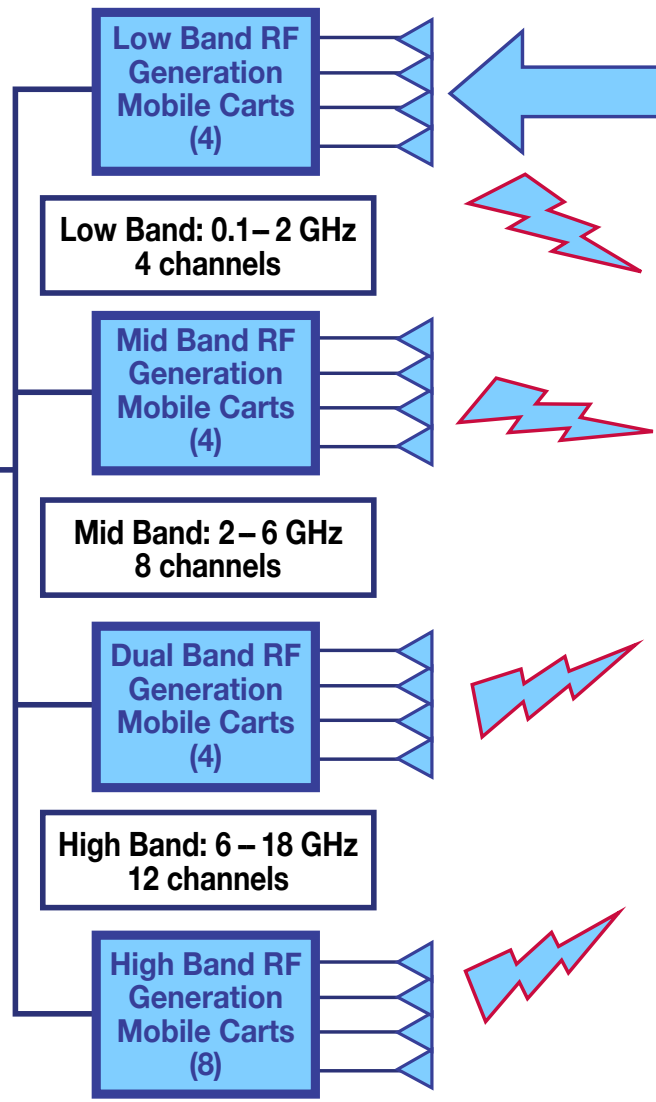 Low Band RF
Generation
Mobile Carts
(4)
Low Band: 0.1–2 GHz
4 channels
Mid Band RF
Generation
Mobile Carts
(4)
Mid Band: 2–6 GHz
8 channels
Dual Band RF
Generation
Mobile Carts
(4)
High Band: 6–18 GHz
12 channels
High Band RF
Generation
Mobile Carts
(8)